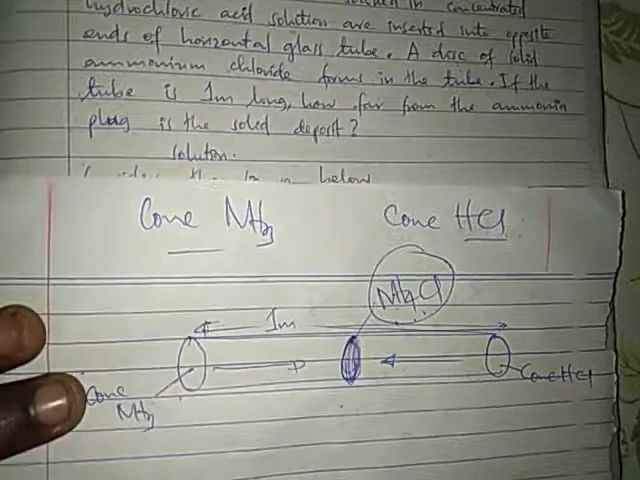 in concentrated
hydrochloric acid solution are inserted into opposite
ends of horizontal glass tube. A disc of solid
ammonium chloride forms in the tube. If the
tube is 1m long, how far from the ammonia
plug is the solid deposit?
solution.
below
Conc NH3 Conc HCl
NH4Cl
1m
Conc HCl
Conc
NH3